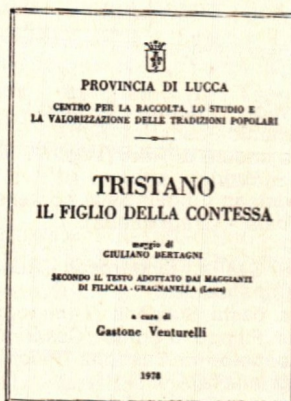 PROVINCIA DI LUCCA
CENTRO PER LA RACCOLTA, LO STUDIO E
LA VALORIZZAZIONE DELLE TRADIZIONI POPOLARI
TRISTANO
IL FIGLIO DELLA CONTESSA
maggio di
GIULIANO BERTAGNI
SECONDO IL TESTO ADOTTATO DAI MAGGIANTI
DI FILICAIA - GRAGNANELLA (Lucca)
a cura di
Gastone Venturelli
1978